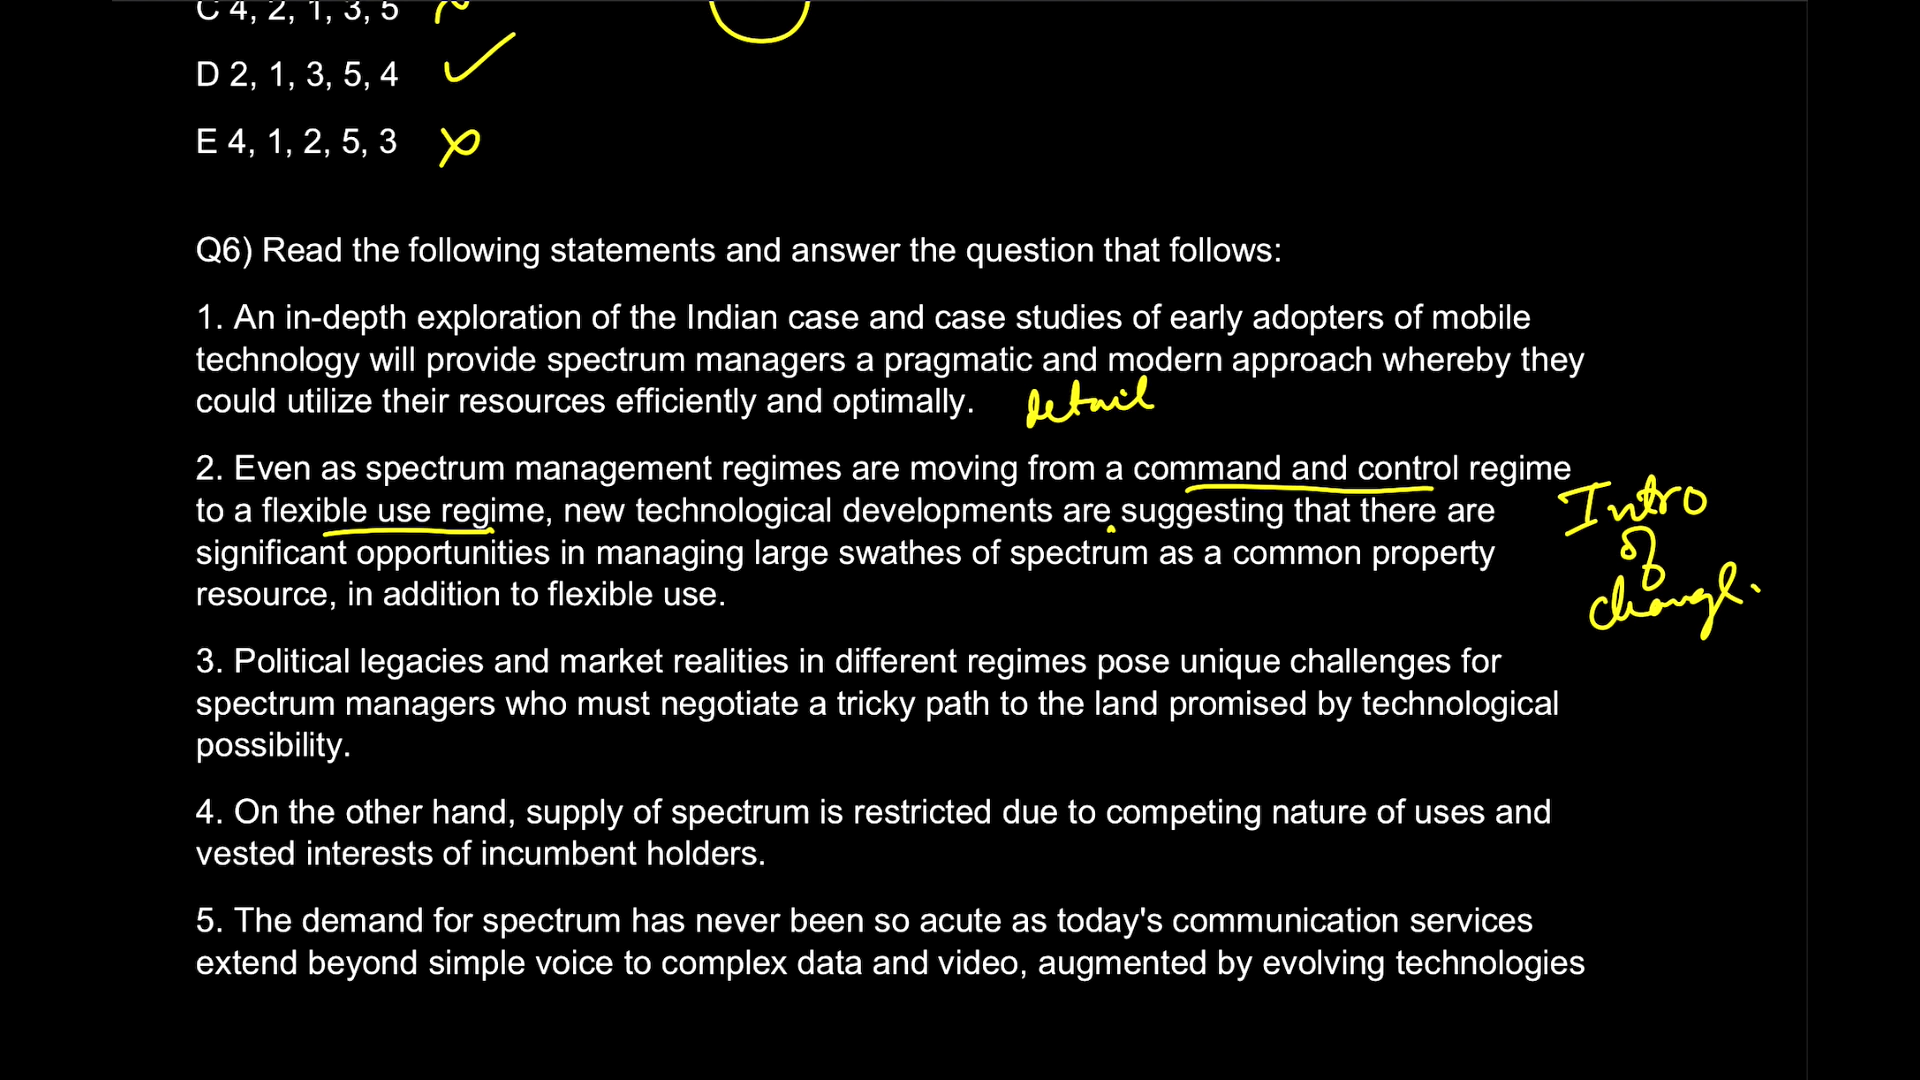 C 4, 2, 1, 3, 5
D 2, 1, 3, 5, 4
E 4, 1, 2, 5, 3
Q6) Read the following statements and answer the question that follows:
1. An in-depth exploration of the Indian case and case studies of early adopters of mobile
technology will provide spectrum managers a pragmatic and modern approach whereby they
could utilize their resources efficiently and optimally. detail
2. Even as spectrum management regimes are moving from a command and control regime
to a flexible use regime, new technological developments are suggesting that there are
significant opportunities in managing large swathes of spectrum as a common property
resource, in addition to flexible use.
Intro
of
change.
3. Political legacies and market realities in different regimes pose unique challenges for
spectrum managers who must negotiate a tricky path to the land promised by technological
possibility.
4. On the other hand, supply of spectrum is restricted due to competing nature of uses and
vested interests of incumbent holders.
5. The demand for spectrum has never been so acute as today's communication services
extend beyond simple voice to complex data and video, augmented by evolving technologies